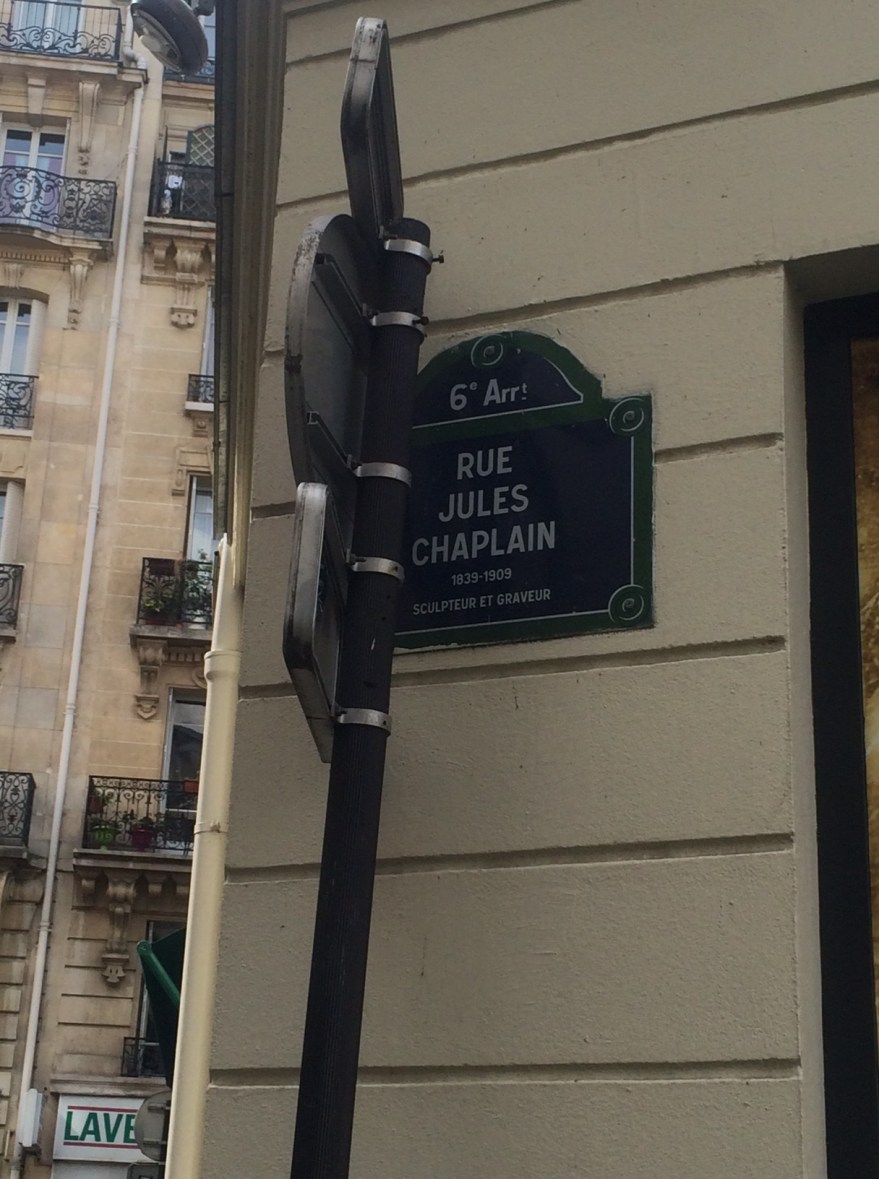 6e Arrt
RUE
JULES
CHAPLAIN
1839-1909
SCULPTEUR ET GRAVEUR
LAVE